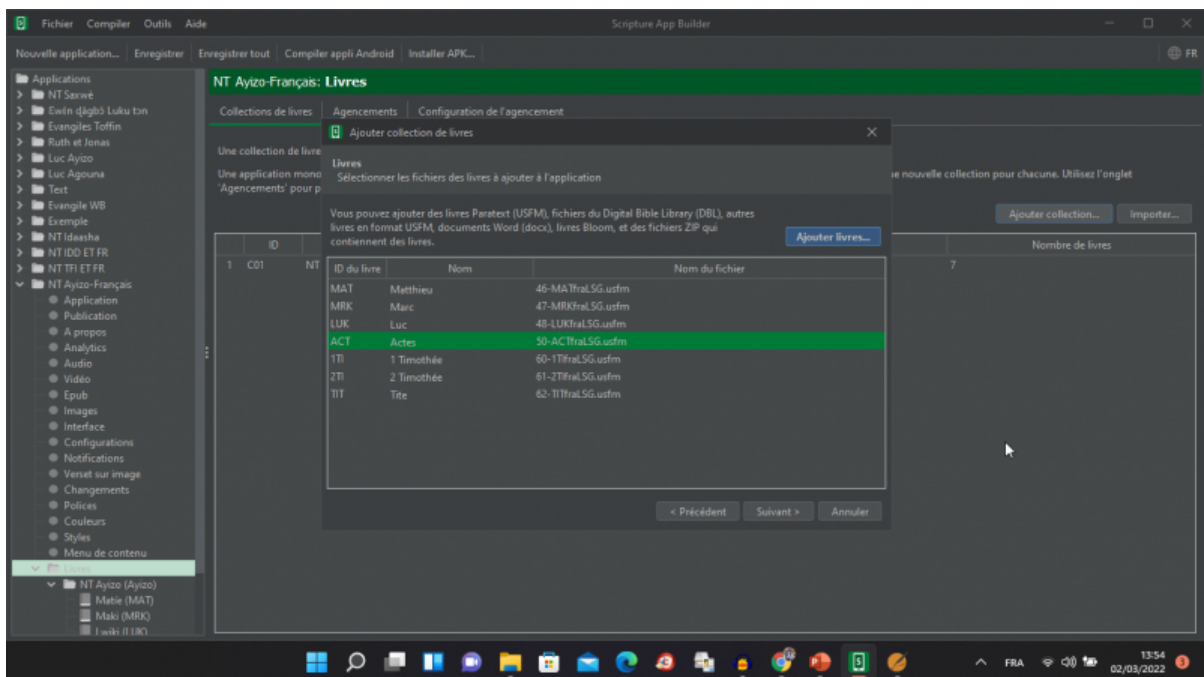 Fichier Compiler Outils Aide
Scripture App Builder
Nouvelle application... Enregistrer Enregistrer tout Compiler appli Android Installer APK...
FR
Applications
NT Saxwè
Ewé
Evangiles Toffin
Ruth et Jonas
Luc Ayizo
Luc Agouna
Text
Evangile WB
Exemple
NT Idaasha
NT IDD ET FR
NT TFI ET FR
NT Ayizo-Français
Application
Publication
A propos
Analytics
Audio
Vidéo
Epub
Images
Interface
Configurations
Notifications
Verset sur image
Changements
Polices
Couleurs
Styles
Menu de contenu
Livres
NT Ayizo (Ayizo)
Matie (MAT)
Maki (MRK)
NT Ayizo-Français: Livres
Collections de livres Agencements Configuration de l'agencement
Une collection de livre
Une application mono
'Agencements' pour p
e nouvelle collection pour chacune. Utilisez l'onglet
Ajouter collection... Importer...
ID Nombre de livres
1 C01 NT 7
Ajouter collection de livres
Livres
Sélectionner les fichiers des livres à ajouter à l'application
Vous pouvez ajouter des livres Paratext (USFM), fichiers du Digital Bible Library (DBL), autres
livres en format USFM, documents Word (docx), livres Bloom, et des fichiers ZIP qui
contiennent des livres.
Ajouter livres...
ID du livre Nom Nom du fichier
MAT Matthieu 46-MATfraLSG.usfm
MRK Marc 47-MRKfraLSG.usfm
LUK Luc 48-LUKfraLSG.usfm
ACT Actes 50-ACTfraLSG.usfm
1TI 1 Timothée 60-1TIfraLSG.usfm
2TI 2 Timothée 61-2TIfraLSG.usfm
TIT Tite 62-TITfraLSG.usfm
< Précédent Suivant > Annuler
FRA
13:54
02/03/2022
3